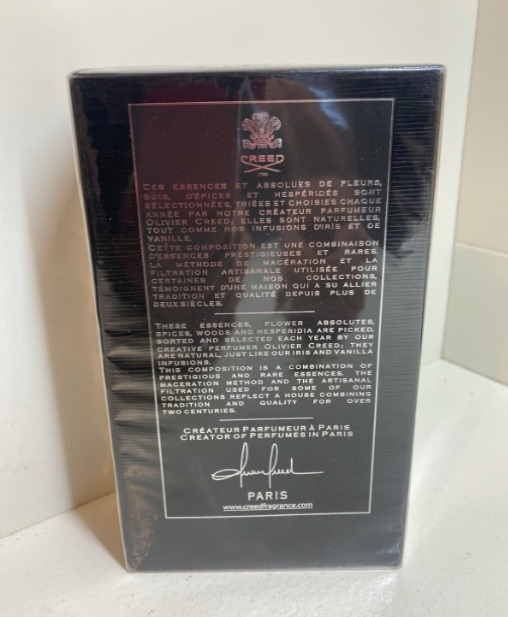 CREED
1760
CES ESSENCES ET ABSOLUES DE FLEURS,
BOIS, D'ÉPICES ET HESPÉRIDÉS SONT
SÉLECTIONNÉES, TRIÉES ET CHOISIES CHAQUE
ANNÉE PAR NOTRE CRÉATEUR PARFUMEUR
OLIVIER CREED; ELLES SONT NATURELLES,
TOUT COMME NOS INFUSIONS D'IRIS ET DE
VANILLE.
CETTE COMPOSITION EST UNE COMBINAISON
D'ESSENCES PRESTIGIEUSES ET RARES.
LA MÉTHODE DE MACÉRATION ET LA
FILTRATION ARTISANALE UTILISÉE POUR
CERTAINES DE NOS COLLECTIONS,
TÉMOIGNENT D'UNE MAISON QUI A SU ALLIER
TRADITION ET QUALITÉ DEPUIS PLUS DE
DEUX SIÈCLES.
THESE ESSENCES, FLOWER ABSOLUTES,
SPICES, WOODS AND HESPERIDIA ARE PICKED,
SORTED AND SELECTED EACH YEAR BY OUR
CREATIVE PERFUMER OLIVIER CREED; THEY
ARE NATURAL, JUST LIKE OUR IRIS AND VANILLA
INFUSIONS.
THIS COMPOSITION IS A COMBINATION OF
PRESTIGIOUS AND RARE ESSENCES. THE
MACERATION METHOD AND THE ARTISANAL
FILTRATION USED FOR SOME OF OUR
COLLECTIONS REFLECT A HOUSE COMBINING
TRADITION AND QUALITY FOR OVER
TWO CENTURIES.
CRÉATEUR PARFUMEUR À PARIS
CREATOR OF PERFUMES IN PARIS
PARIS
www.creedfragrance.com